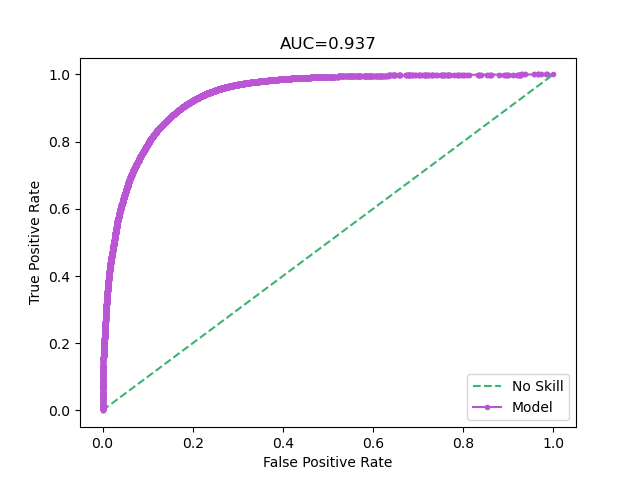 AUC=0.937
True Positive Rate
1.0
0.8
0.6
0.4
0.2
0.0
0.0 0.2 0.4 0.6 0.8 1.0
False Positive Rate
No Skill
Model